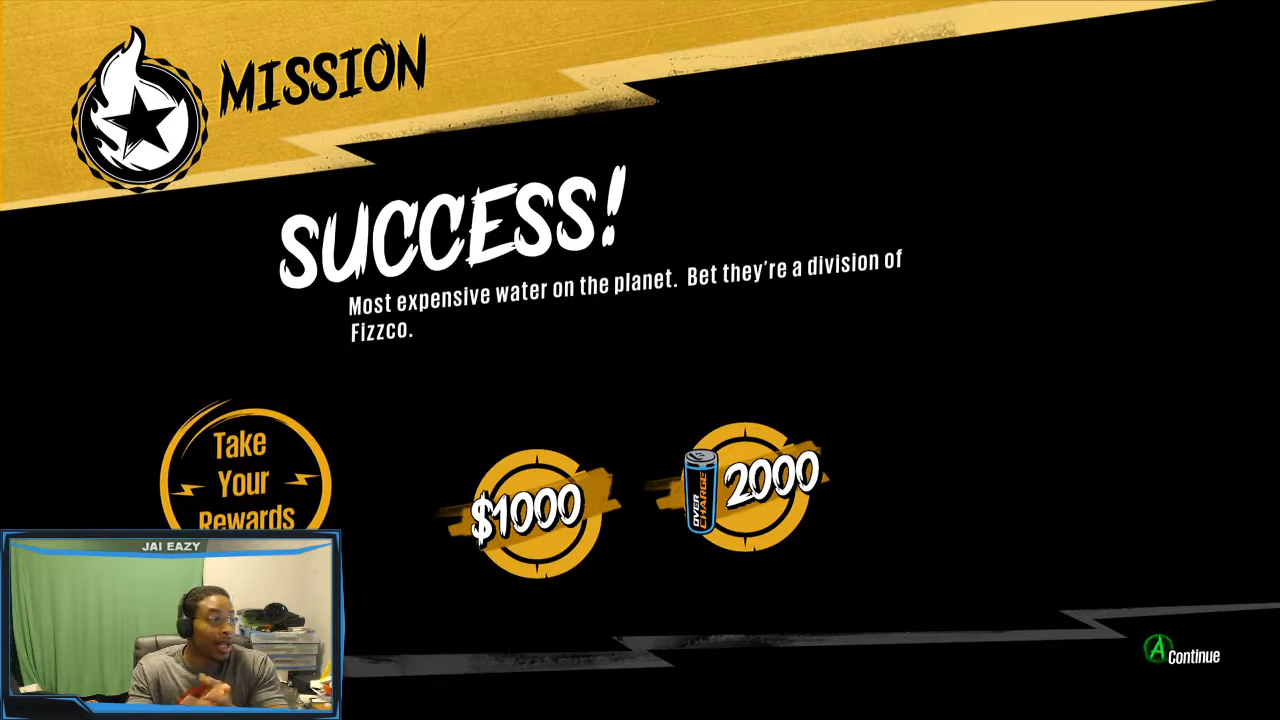 MISSION
SUCCESS!
Most expensive water on the planet. Bet they're a division of
Fizzco.
Take
Your
Rewards
$1000
OVER
CHARGE
2000
JAI EAZY
A Continue